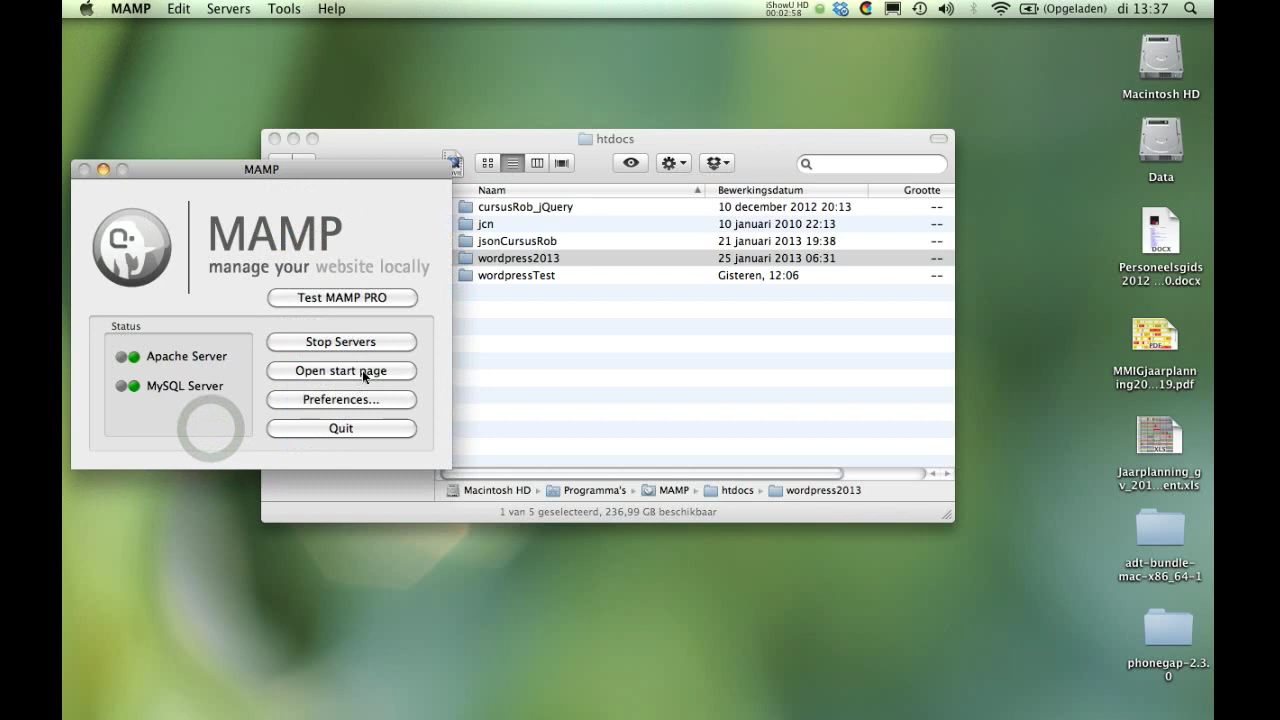 MAMP Edit Servers Tools Help
iShowU HD
00:02:58
(Opgeladen) di 13:37
Macintosh HD
Data
DOCX
Personeelsgids
2012 ...0.docx
PDF
MMIGjaarplan
ning20...19.pdf
XLS
Jaarplanning_g
v_201...ent.xls
adt-bundle-
mac-x86_64-1
phonegap-2.3.
0
htdocs
Naam Bewerkingsdatum Grootte
cursusRob_jQuery 10 december 2012 20:13 --
jcn 10 januari 2010 22:13 --
jsonCursusRob 21 januari 2013 19:38 --
wordpress2013 25 januari 2013 06:31 --
wordpressTest Gisteren, 12:06 --
Macintosh HD Programma's MAMP htdocs wordpress2013
1 van 5 geselecteerd, 236,99 GB beschikbaar
MAMP
MAMP
manage your website locally
Test MAMP PRO
Status
Apache Server
MySQL Server
Stop Servers
Open start page
Preferences...
Quit